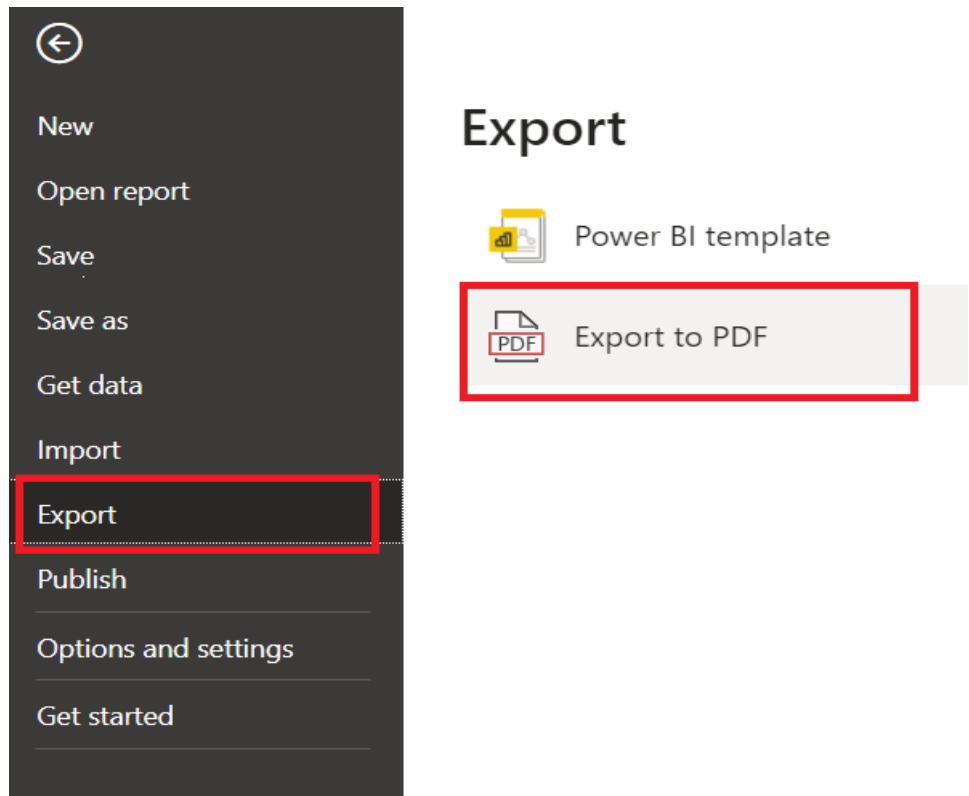 New
Open report
Save
Save as
Get data
Import
Export
Publish
Options and settings
Get started
Export
Power BI template
PDF
Export to PDF